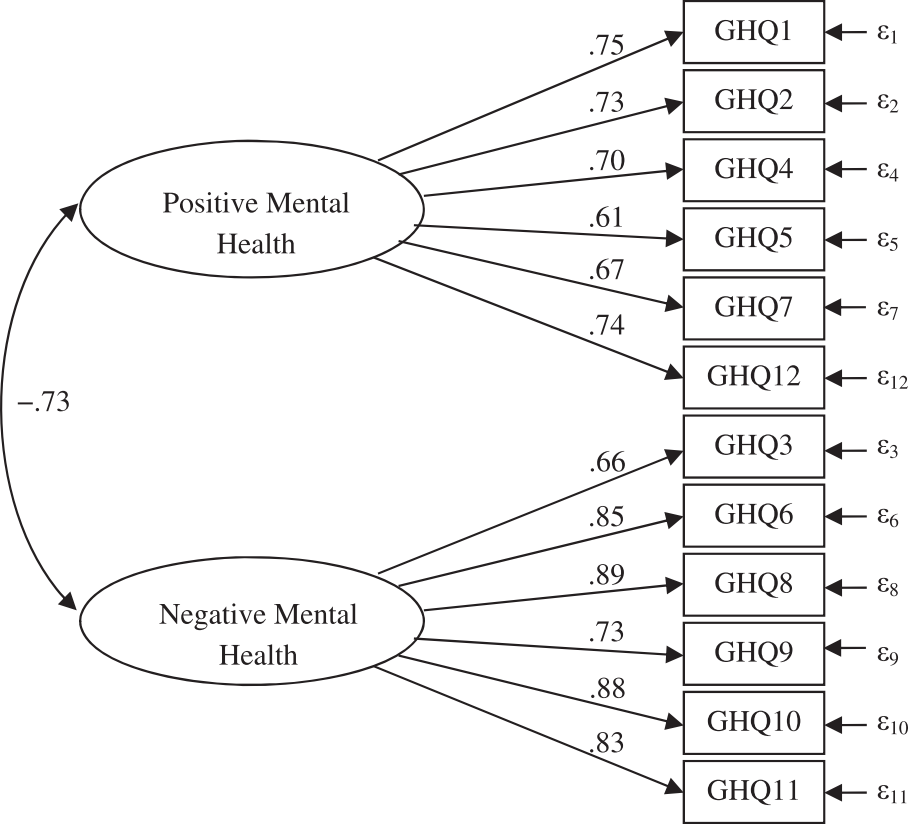 .75 GHQ1 ε1
.73 GHQ2 ε2
.70 GHQ4 ε4
Positive Mental
Health
.61 GHQ5 ε5
.67 GHQ7 ε7
.74 GHQ12 ε12
−.73
.66 GHQ3 ε3
.85 GHQ6 ε6
.89 GHQ8 ε8
Negative Mental
Health
.73 GHQ9 ε9
.88 GHQ10 ε10
.83 GHQ11 ε11